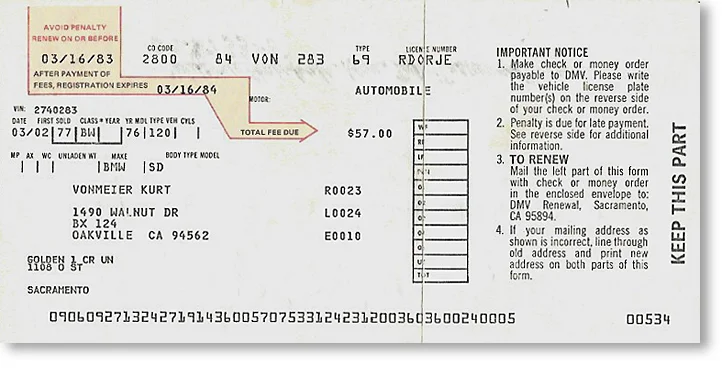 AVOID PENALTY
RENEW ON OR BEFORE
03/16/83
CO CODE
2800
84 VON 283
TYPE
69
LICENSE NUMBER
RDORJE
AFTER PAYMENT OF
FEES, REGISTRATION EXPIRES 03/16/84
MOTOR:
AUTOMOBILE
VIN: 2740283
DATE FIRST SOLD CLASS * YEAR YR MDL TYPE VEH CYLS
03/02 77 BW 76 120
TOTAL FEE DUE
$57.00
MP AX WC UNLADEN WT MAKE BODY TYPE MODEL
BMW SD
VONMEIER KURT R0023
1490 WALNUT DR L0024
BX 124
OAKVILLE CA 94562 E0010
GOLDEN 1 CR UN
1108 O ST
SACRAMENTO
TOT
0906092713242719143600570753312423120036036002400​05
00534
IMPORTANT NOTICE
1. Make check or money order
payable to DMV. Please write
the vehicle license plate
number(s) on the reverse side
of your check or money order.
2. Penalty is due for late payment.
See reverse side for additional
information.
3. TO RENEW
Mail the left part of this form
with check or money order
in the enclosed envelope to:
DMV Renewal, Sacramento,
CA 95894.
4. If your mailing address as
shown is incorrect, line through
old address and print new
address on both parts of this
form.
KEEP THIS PART